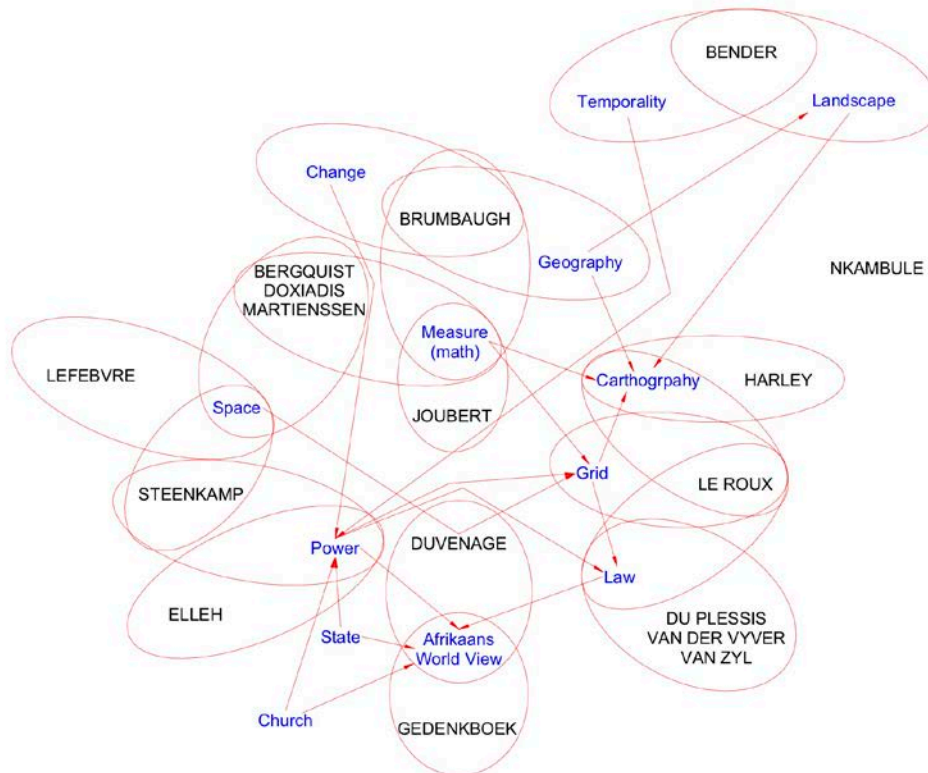 BENDER
Temporality
Landscape
Change
BRUMBAUGH
Geography
NKAMBULE
BERGQUIST
DOXIADIS
MARTIENSSEN
Measure
(math)
LEFEBVRE
Carthogrpahy
HARLEY
Space
JOUBERT
Grid
LE ROUX
STEENKAMP
Power
DUVENAGE
Law
ELLEH
DU PLESSIS
VAN DER VYVER
VAN ZYL
State
Afrikaans
World View
Church
GEDENKBOEK